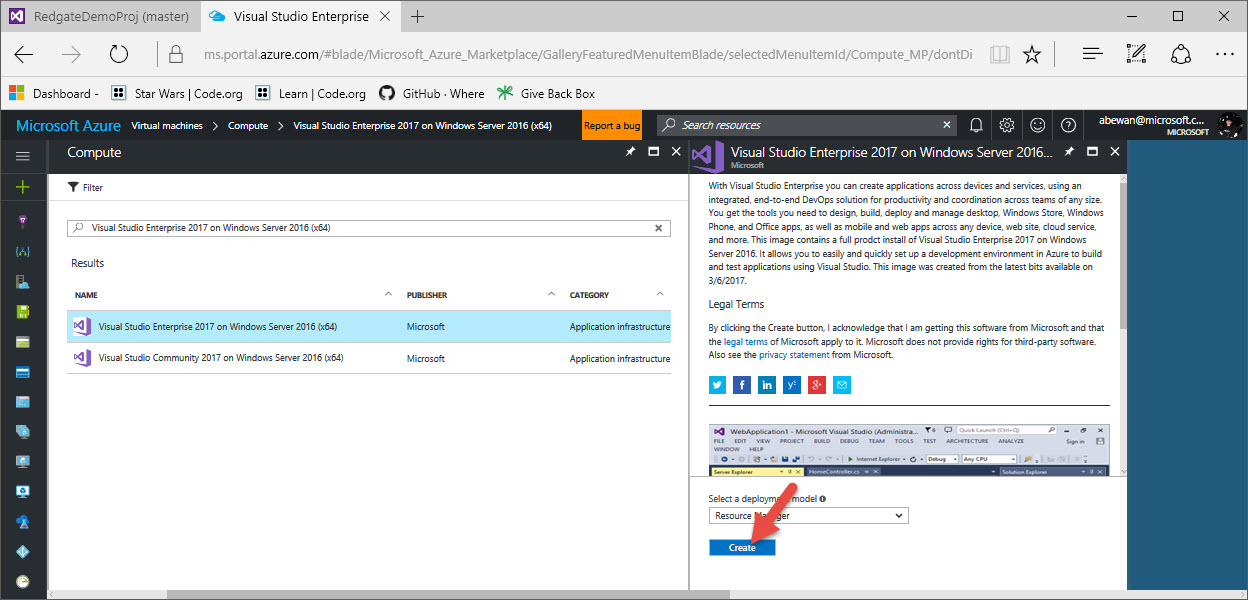 RedgateDemoProj (master)
Visual Studio Enterprise
ms.portal.azure.com/#blade/Microsoft_Azure_Marketplace/GalleryFeaturedMenuItemBlade/selectedMenuItemId/Compute_MP/dontDi
Dashboard -
Star Wars | Code.org
Learn | Code.org
GitHub · Where
Give Back Box
Microsoft Azure
Virtual machines
Compute
Visual Studio Enterprise 2017 on Windows Server 2016 (x64)
Report a bug
Search resources
abewan@microsoft.c...
MICROSOFT
Compute
Filter
Visual Studio Enterprise 2017 on Windows Server 2016 (x64)
Results
NAME PUBLISHER CATEGORY
Visual Studio Enterprise 2017 on Windows Server 2016 (x64) Microsoft Application infrastructure
Visual Studio Community 2017 on Windows Server 2016 (x64) Microsoft Application infrastructure
Visual Studio Enterprise 2017 on Windows Server 2016...
Microsoft
With Visual Studio Enterprise you can create applications across devices and services, using an
integrated, end-to-end DevOps solution for productivity and coordination across teams of any size.
You get the tools you need to design, build, deploy and manage desktop, Windows Store, Windows
Phone, and Office apps, as well as mobile and web apps across any device, web site, cloud service,
and more. This image contains a full prodct install of Visual Studio Enterprise 2017 on Windows
Server 2016. It allows you to easily and quickly set up a development environment in Azure to build
and test applications using Visual Studio. This image was created from the latest bits available on
3/6/2017.
Legal Terms
By clicking the Create button, I acknowledge that I am getting this software from Microsoft and that
the legal terms of Microsoft apply to it. Microsoft does not provide rights for third-party software.
Also see the privacy statement from Microsoft.
WebApplication1 - Microsoft Visual Studio (Administra...
6
Quick Launch (Ctrl+Q)
FILE EDIT VIEW PROJECT BUILD DEBUG TEAM TOOLS TEST ARCHITECTURE ANALYZE
Sign in
WINDOW HELP
Internet Explorer
Debug
Any CPU
Server Explorer
HomeController.cs
Solution Explorer
Select a deployment model
Resource
Create